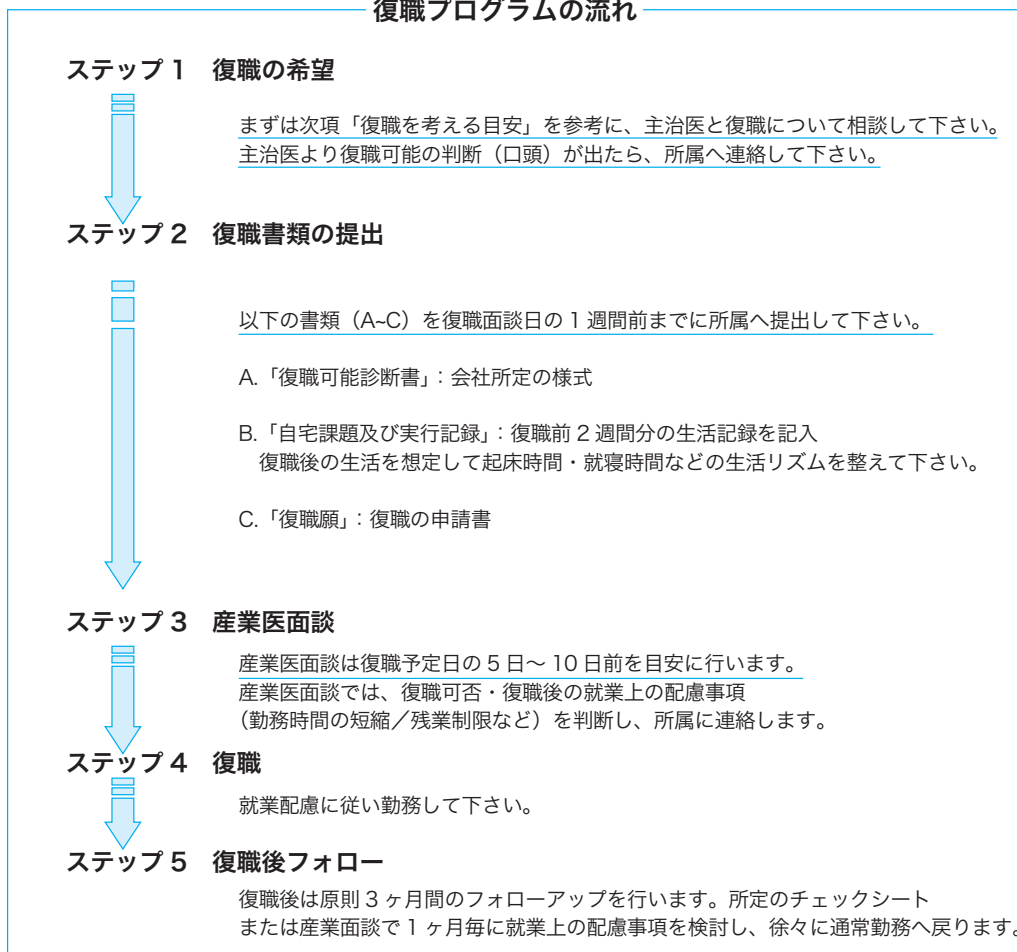 復職プログラムの流れ
ステップ 1　復職の希望
まずは次項「復職を考える目安」を参考に、主治医と復職について相談して下さい。
主治医より復職可能の判断（口頭）が出たら、所属へ連絡して下さい。
ステップ 2　復職書類の提出
以下の書類（A~C）を復職面談日の 1 週間前までに所属へ提出して下さい。
A.「復職可能診断書」：会社所定の様式
B.「自宅課題及び実行記録」：復職前 2 週間分の生活記録を記入
復職後の生活を想定して起床時間・就寝時間などの生活リズムを整えて下さい。
C.「復職願」：復職の申請書
ステップ 3　産業医面談
産業医面談は復職予定日の 5 日〜 10 日前を目安に行います。
産業医面談では、復職可否・復職後の就業上の配慮事項
（勤務時間の短縮／残業制限など）を判断し、所属に連絡します。
ステップ 4　復職
就業配慮に従い勤務して下さい。
ステップ 5　復職後フォロー
復職後は原則 3 ヶ月間のフォローアップを行います。所定のチェックシート
または産業面談で 1 ヶ月毎に就業上の配慮事項を検討し、徐々に通常勤務へ戻ります。